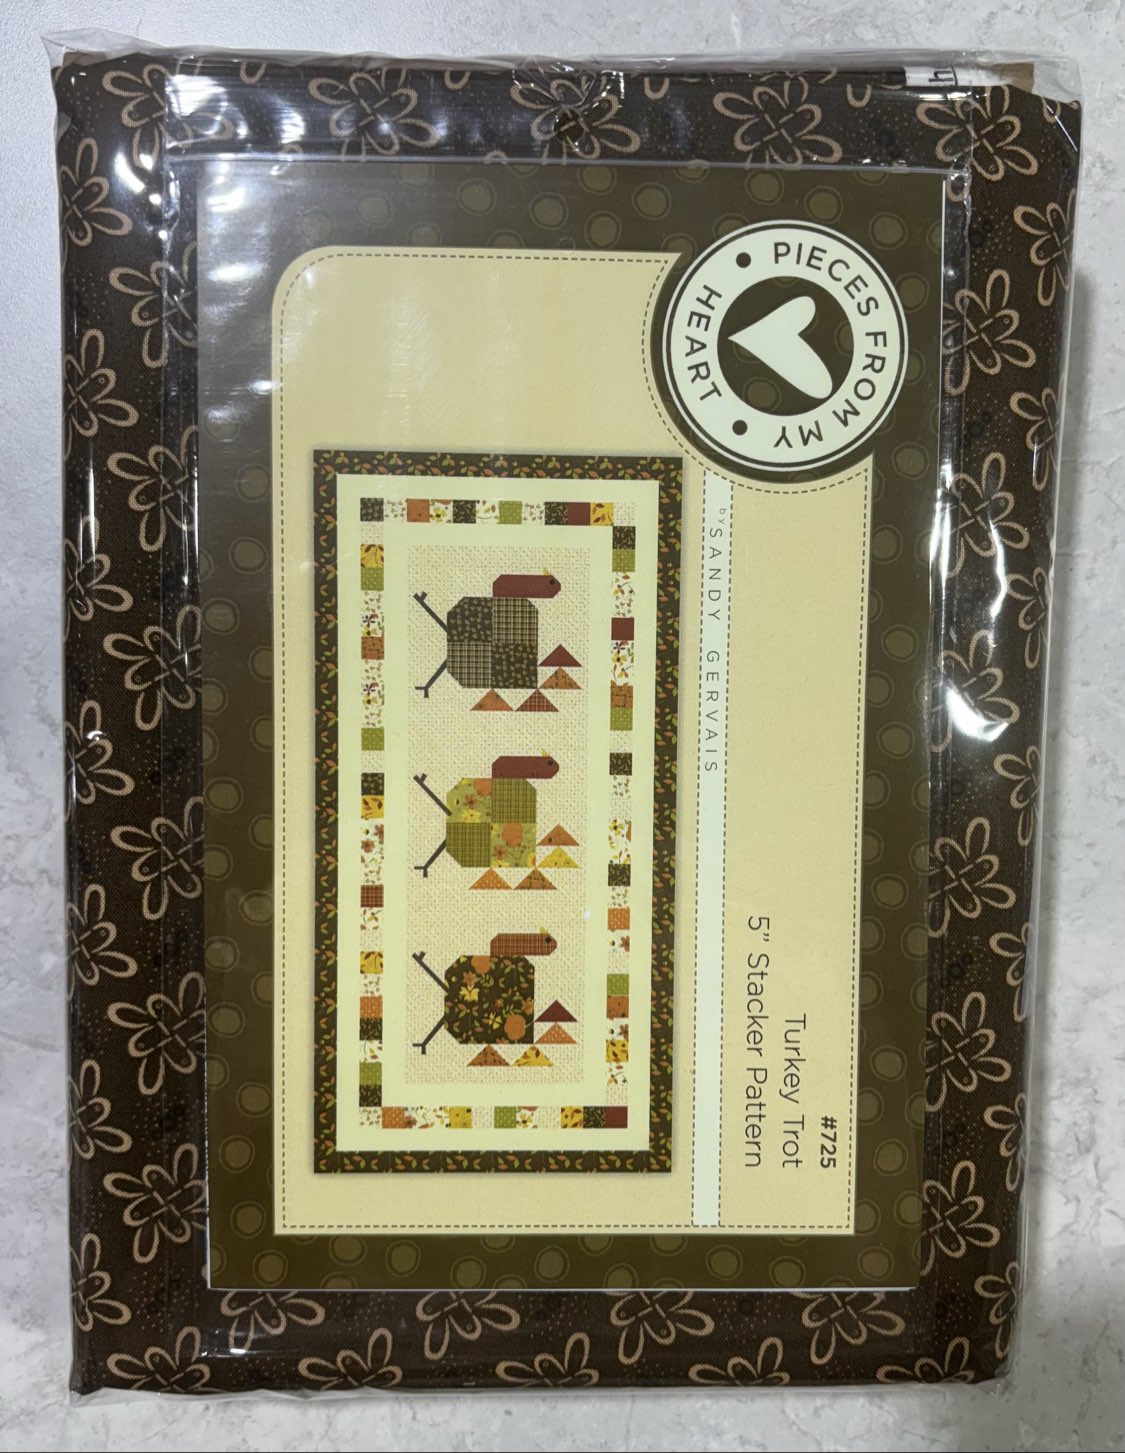 PIECES FROM MY
HEART
by SANDY GERVAIS
#725
Turkey Trot
5” Stacker Pattern